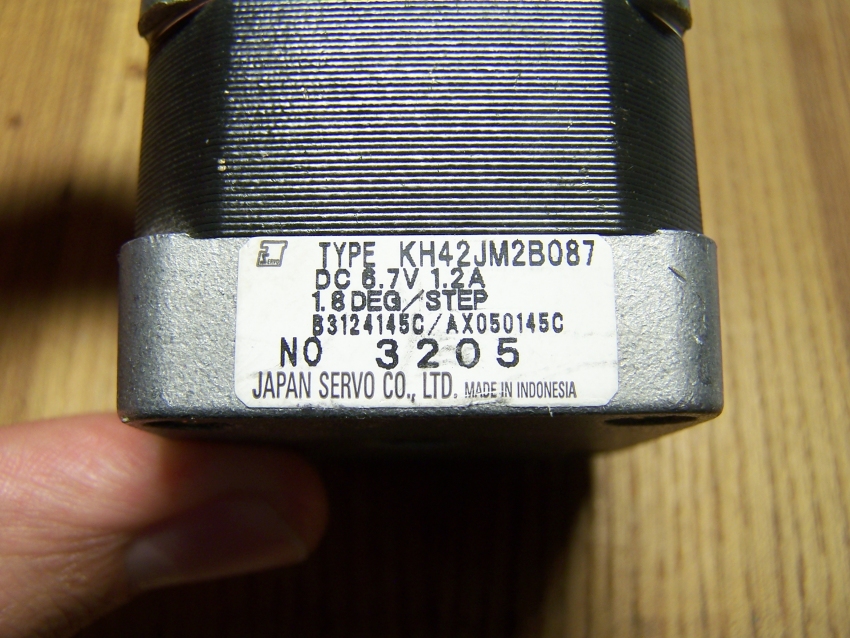 SERVO TYPE KH42JM2B087
DC 6.7V 1.2A
1.8 DEG/STEP
B3124145C/AX050145C
NO 3205
JAPAN SERVO CO., LTD. MADE IN INDONESIA